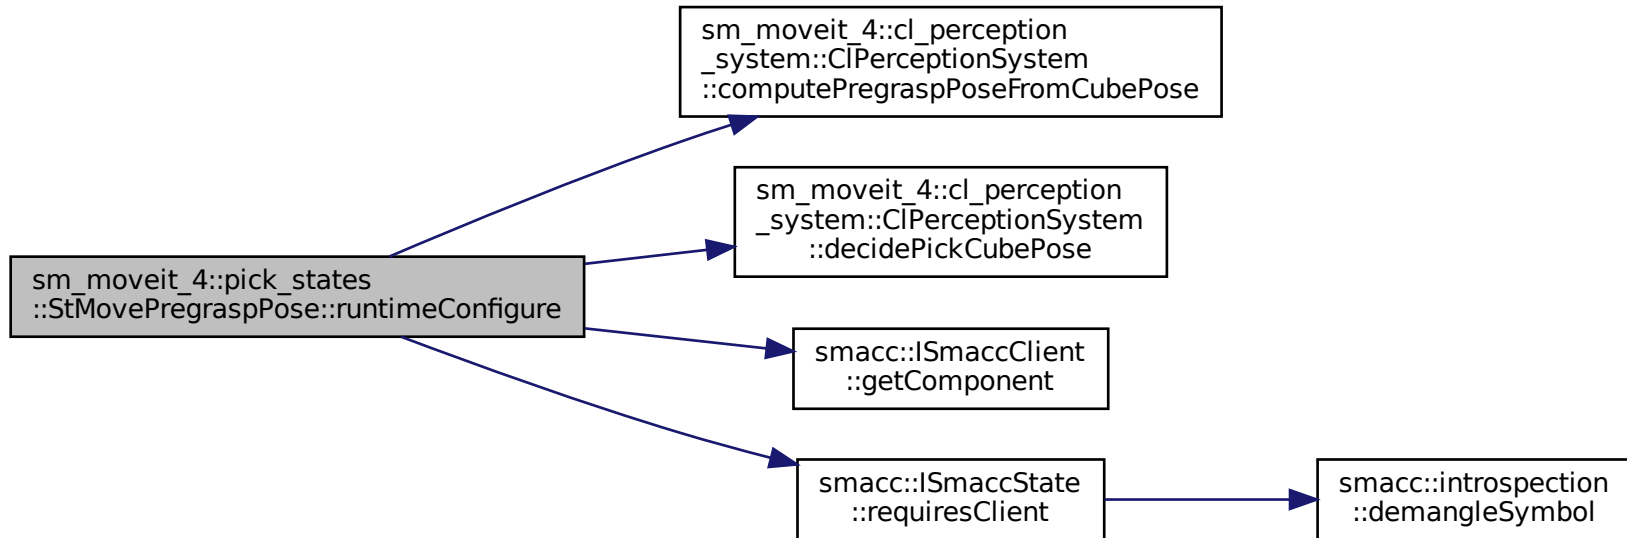 sm_moveit_4::cl_perception
_system::ClPerceptionSystem
::computePregraspPoseFromCubePose
sm_moveit_4::cl_perception
_system::ClPerceptionSystem
::decidePickCubePose
sm_moveit_4::pick_states
::StMovePregraspPose::runtimeConfigure
smacc::ISmaccClient
::getComponent
smacc::ISmaccState
::requiresClient
smacc::introspection
::demangleSymbol